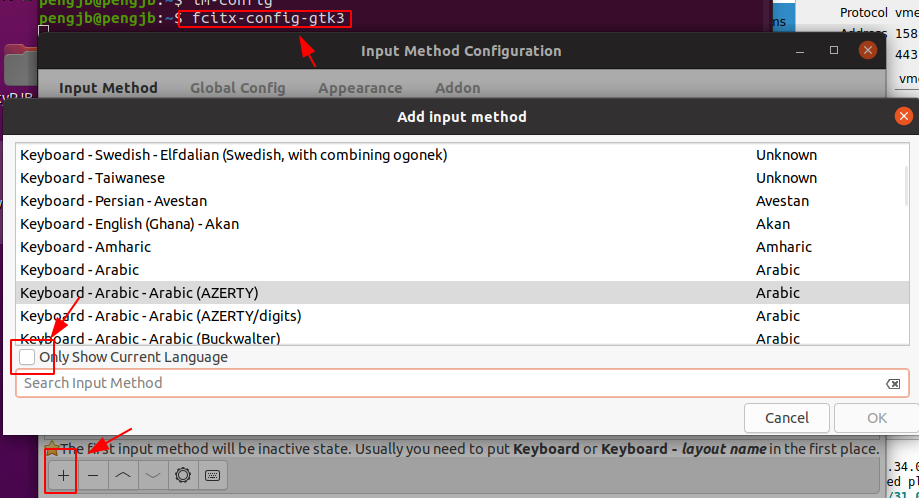 im-config
pengjb@pengjb:~$ fcitx-config-gtk3
Protocol vme
ms
Address 158
443
vme
Input Method Configuration
Input Method Global Config Appearance Addon
Add input method
Keyboard - Swedish - Elfdalian (Swedish, with combining ogonek) Unknown
Keyboard - Taiwanese Unknown
Keyboard - Persian - Avestan Avestan
Keyboard - English (Ghana) - Akan Akan
Keyboard - Amharic Amharic
Keyboard - Arabic Arabic
Keyboard - Arabic - Arabic (AZERTY) Arabic
Keyboard - Arabic - Arabic (AZERTY/digits) Arabic
Keyboard - Arabic - Arabic (Buckwalter) Arabic
Only Show Current Language
Search Input Method
Cancel OK
The first input method will be inactive state. Usually you need to put Keyboard or Keyboard - layout name in the first place.
.34.0
ed pl